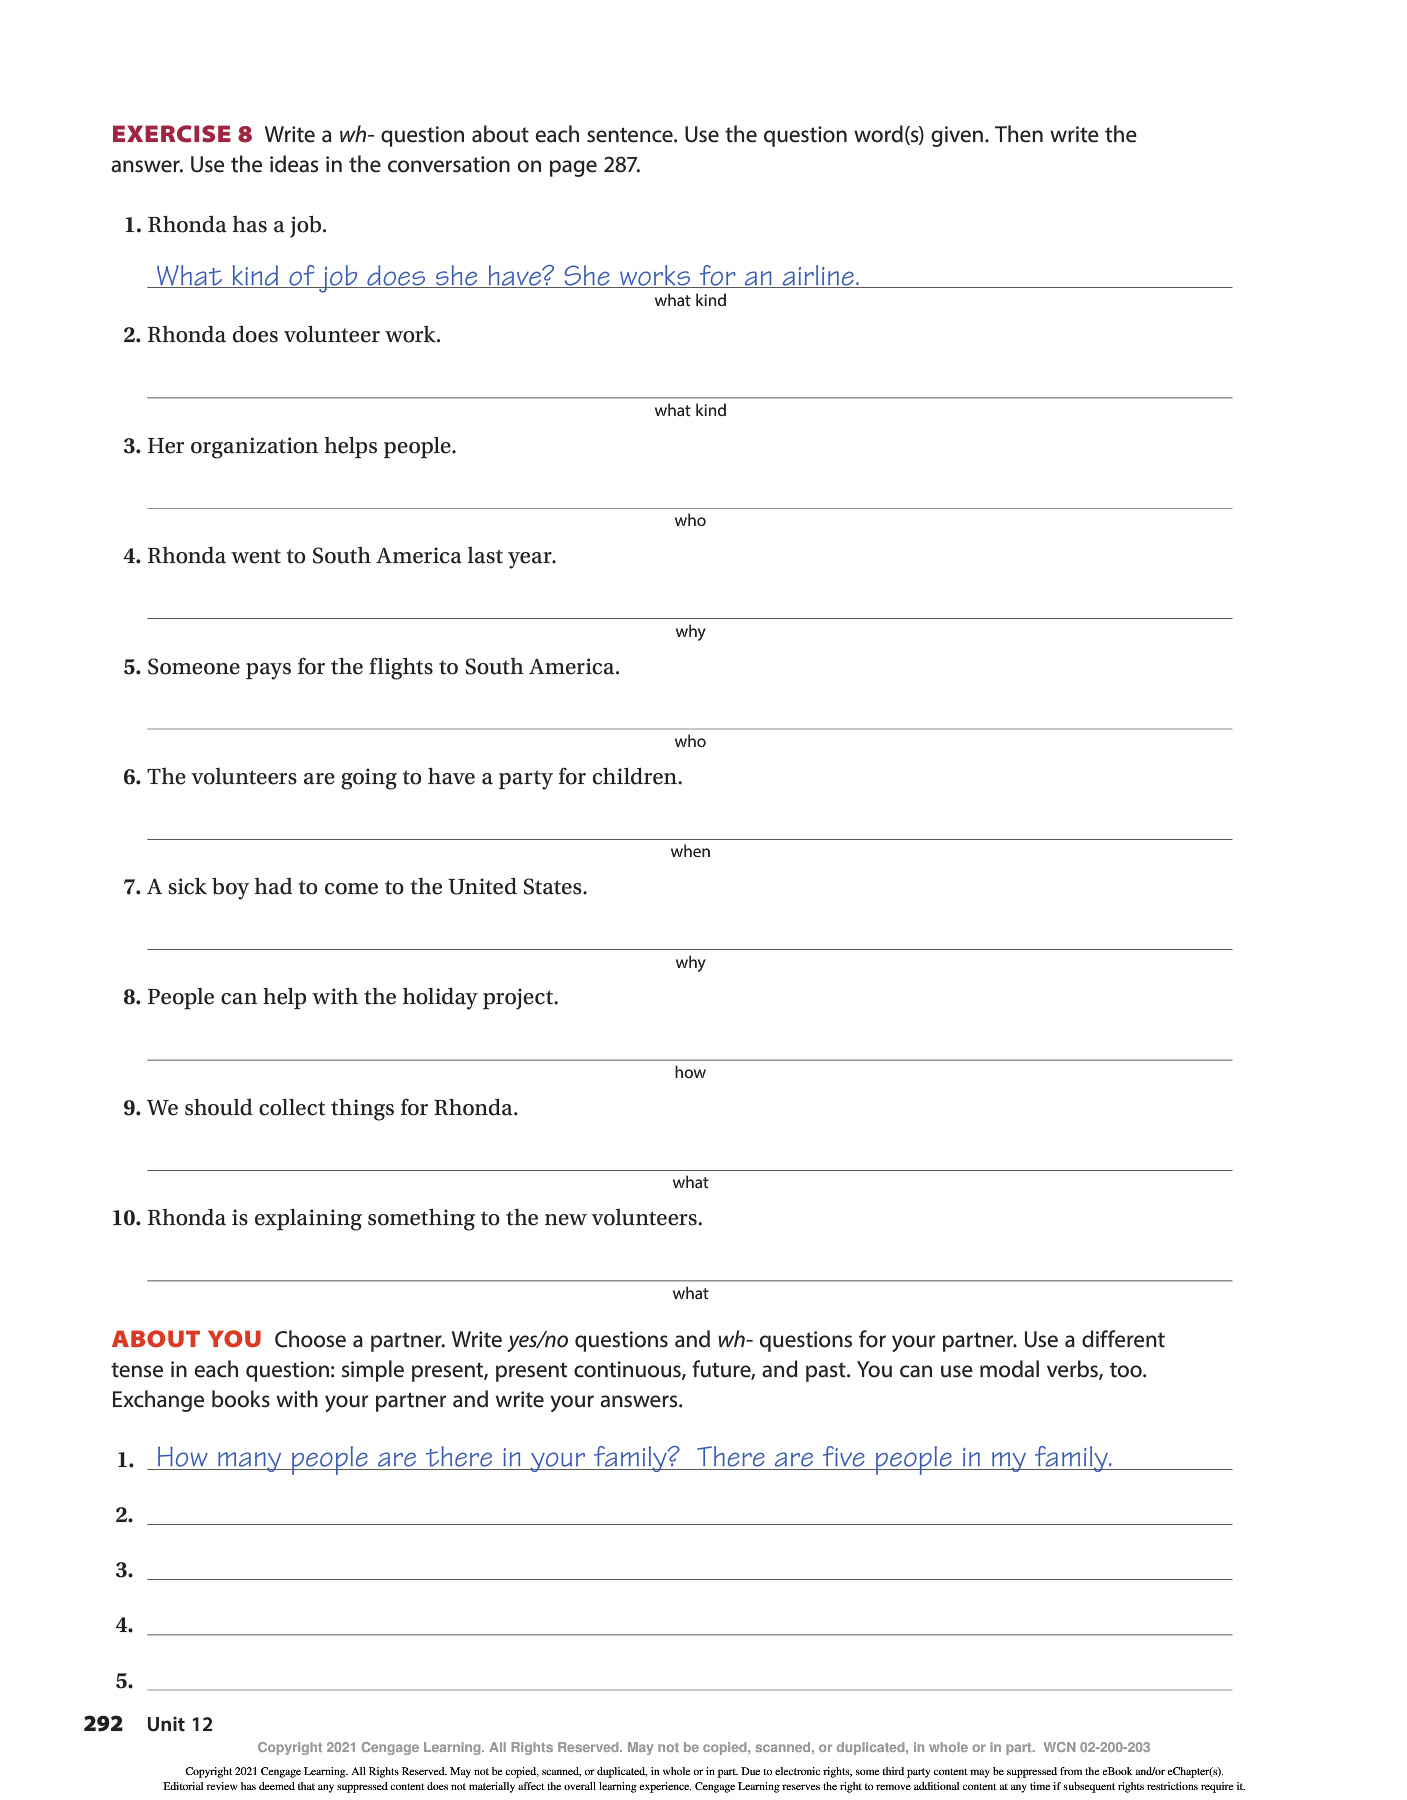 EXERCISE 8 Write a wh- question about each sentence. Use the question word(s) given. Then write the
answer. Use the ideas in the conversation on page 287.
1. Rhonda has a job.
What kind of job does she have? She works for an airline.
what kind
2. Rhonda does volunteer work.
what kind
3. Her organization helps people.
who
4. Rhonda went to South America last year.
why
5. Someone pays for the flights to South America.
who
6. The volunteers are going to have a party for children.
when
7. A sick boy had to come to the United States.
why
8. People can help with the holiday project.
how
9. We should collect things for Rhonda.
what
10. Rhonda is explaining something to the new volunteers.
what
ABOUT YOU Choose a partner. Write yes/no questions and wh- questions for your partner. Use a different
tense in each question: simple present, present continuous, future, and past. You can use modal verbs, too.
Exchange books with your partner and write your answers.
1. How many people are there in your family? There are five people in my family.
2.
3.
4.
5.
292 Unit 12
Copyright 2021 Cengage Learning. All Rights Reserved. May not be copied, scanned, or duplicated, in whole or in part. WCN 02-200-203
Copyright 2021 Cengage Learning. All Rights Reserved. May not be copied, scanned, or duplicated, in whole or in part. Due to electronic rights, some third party content may be suppressed from the eBook and/or eChapter(s).
Editorial review has deemed that any suppressed content does not materially affect the overall learning experience. Cengage Learning reserves the right to remove additional content at any time if subsequent rights restrictions require it.